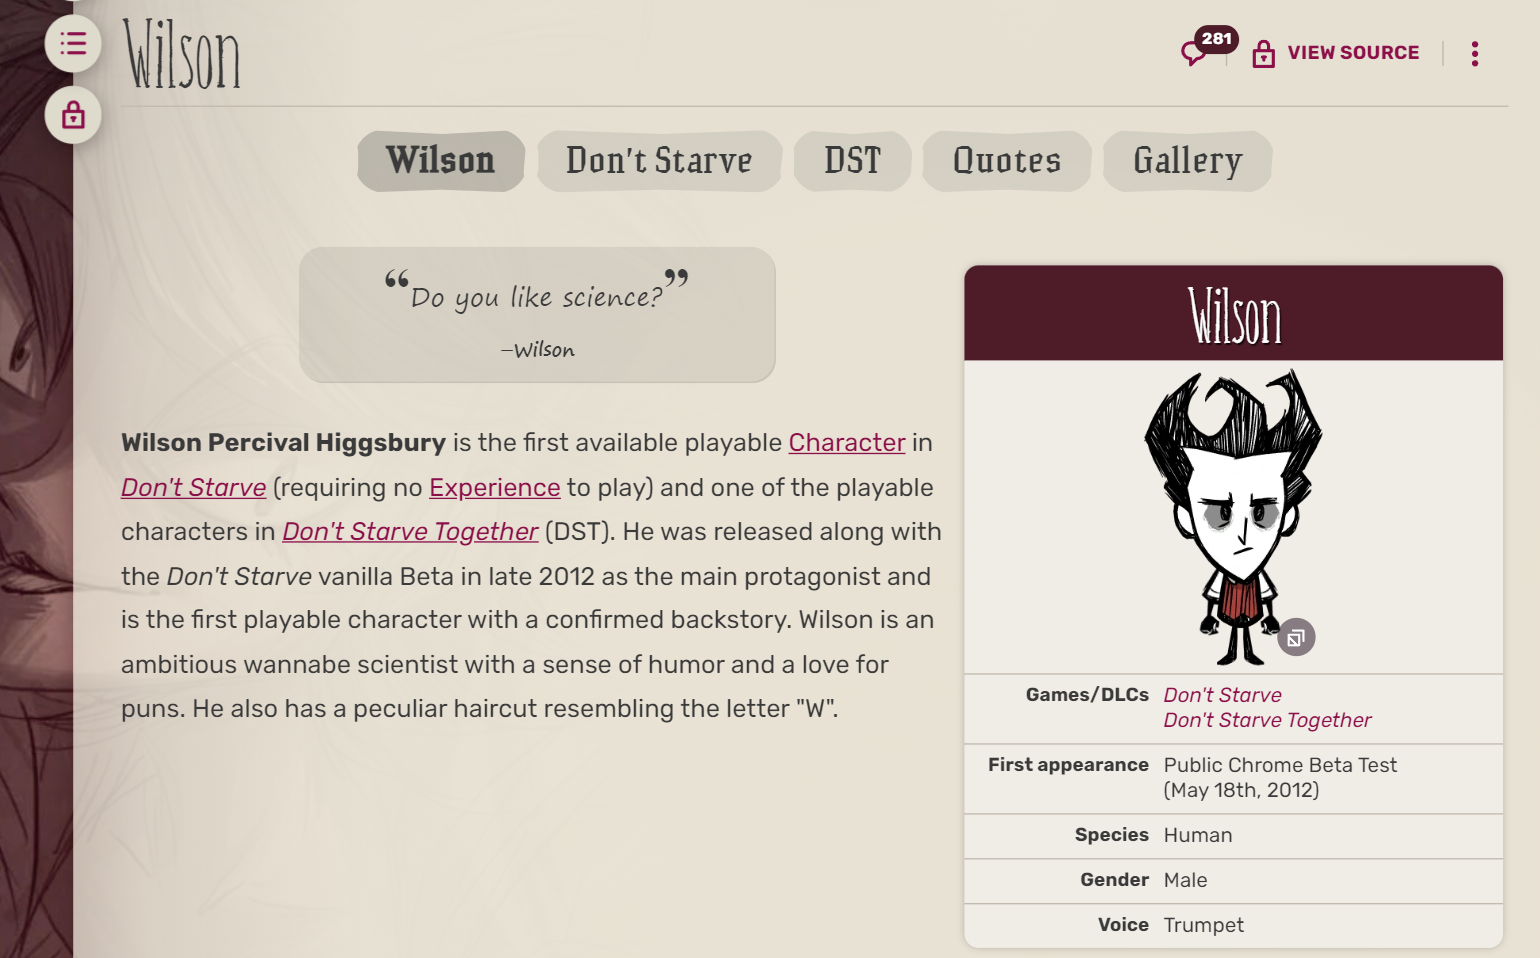 Wilson
281
VIEW SOURCE
Wilson
Don't Starve
DST
Quotes
Gallery
“Do you like science?”
–Wilson
Wilson Percival Higgsbury is the first available playable Character in
Don't Starve (requiring no Experience to play) and one of the playable
characters in Don't Starve Together (DST). He was released along with
the Don't Starve vanilla Beta in late 2012 as the main protagonist and
is the first playable character with a confirmed backstory. Wilson is an
ambitious wannabe scientist with a sense of humor and a love for
puns. He also has a peculiar haircut resembling the letter "W".
Wilson
Games/DLCs Don't Starve
Don't Starve Together
First appearance Public Chrome Beta Test
(May 18th, 2012)
Species Human
Gender Male
Voice Trumpet